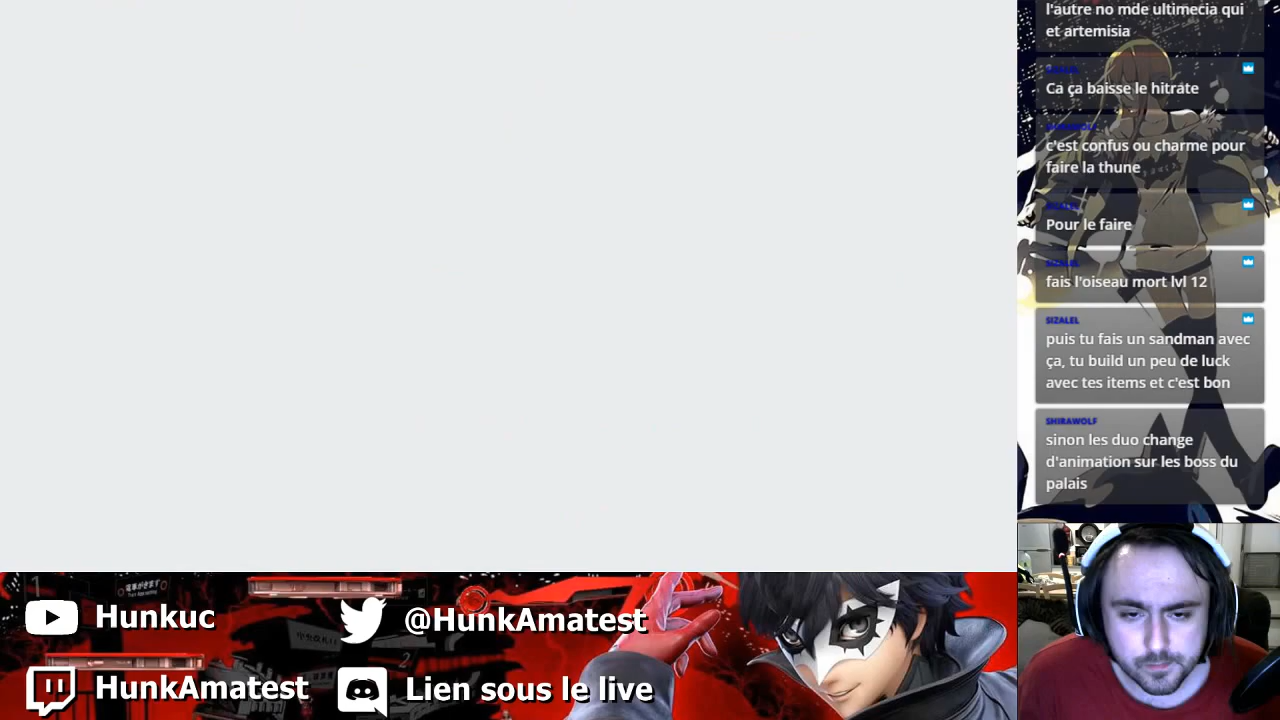 l'autre no mde ultimecia qui
et artemisia
Ca ça baisse le hitrate
c'est confus ou charme pour
faire la thune
Pour le faire
SIZALEL
fais l'oiseau mort lvl 12
SIZALEL
puis tu fais un sandman avec
ça, tu build un peu de luck
avec tes items et c'est bon
SHIRAWOLF
sinon les duo change
d'animation sur les boss du
palais
Hunkuc
@HunkAmatest
HunkAmatest
Lien sous le live